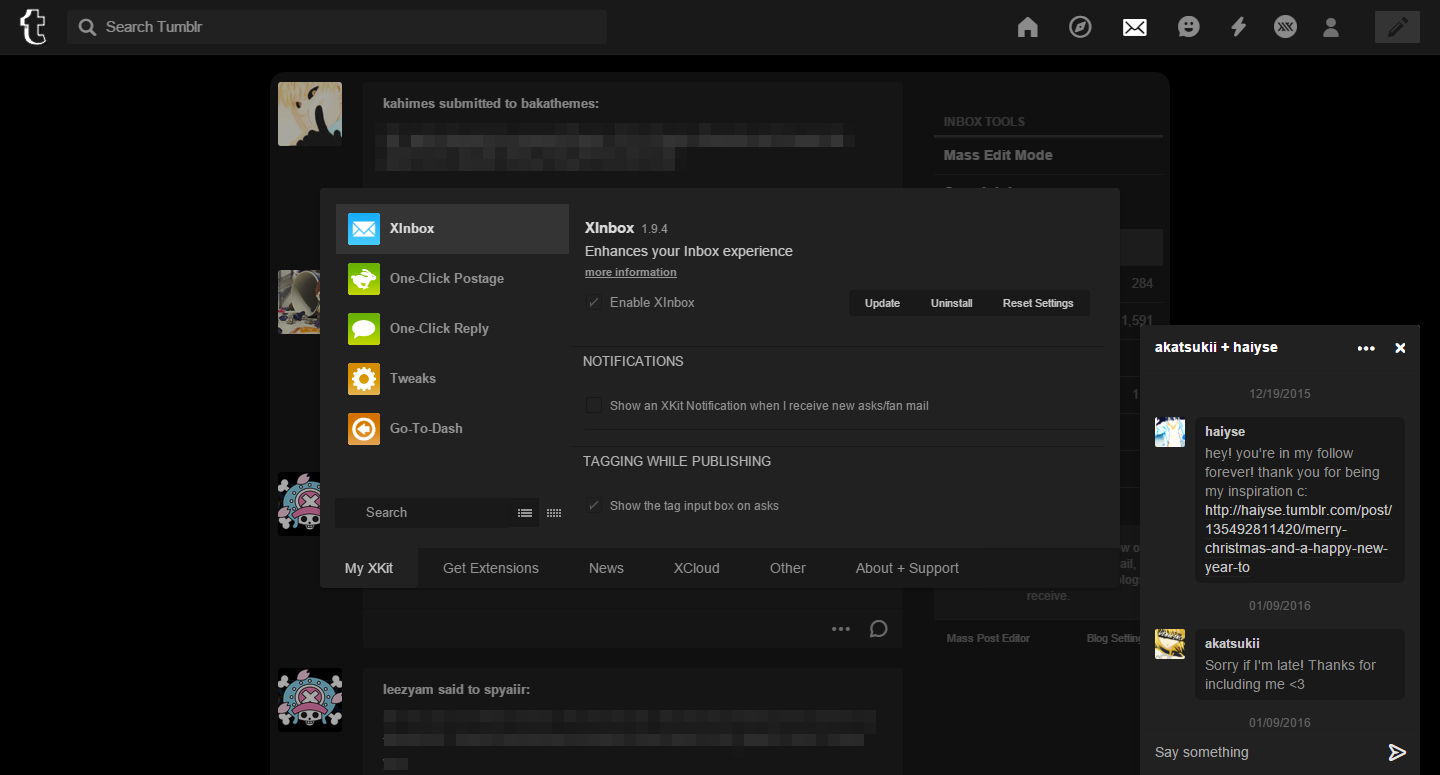 Search Tumblr
kahimes submitted to bakathemes:
INBOX TOOLS
Mass Edit Mode
XInbox
One-Click Postage
One-Click Reply
Tweaks
Go-To-Dash
Search
XInbox 1.9.4
Enhances your Inbox experience
more information
Enable XInbox
Update Uninstall Reset Settings
NOTIFICATIONS
Show an XKit Notification when I receive new asks/fan mail
TAGGING WHILE PUBLISHING
Show the tag input box on asks
My XKit Get Extensions News XCloud Other About + Support
284
1,591
receive.
Mass Post Editor
leezyam said to spyaiir:
akatsukii + haiyse
12/19/2015
haiyse
hey! you're in my follow
forever! thank you for being
my inspiration c:
http://haiyse.tumblr.com/post/
135492811420/merry-
christmas-and-a-happy-new-
year-to
01/09/2016
akatsukii
Sorry if I'm late! Thanks for
including me <3
01/09/2016
Say something